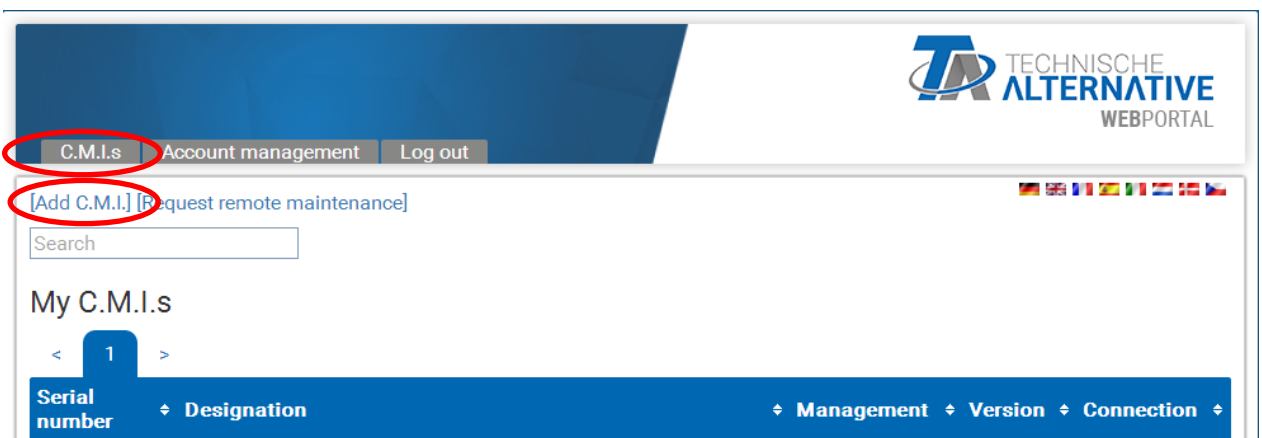 TECHNISCHE
ALTERNATIVE
WEBPORTAL
C.M.I.s Account management Log out
[Add C.M.I.] [Request remote maintenance]
Search
My C.M.I.s
< 1 >
Serial number Designation Management Version Connection